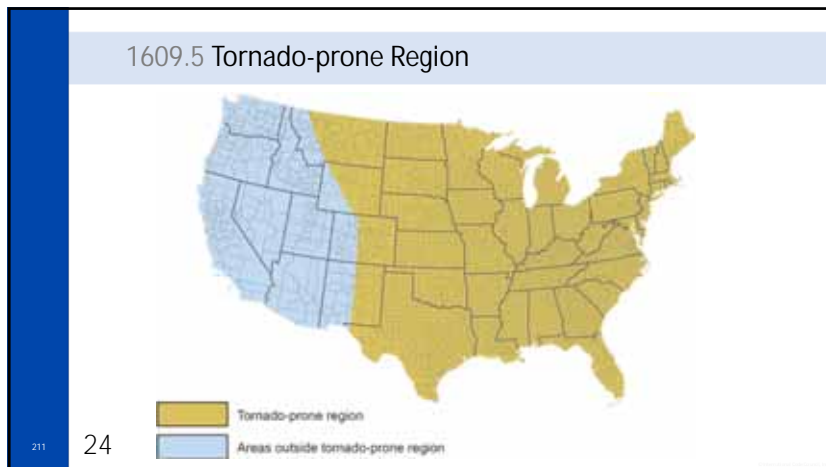 1609.5 Tornado-prone Region
Tornado-prone region
Areas outside tornado-prone region
211
24